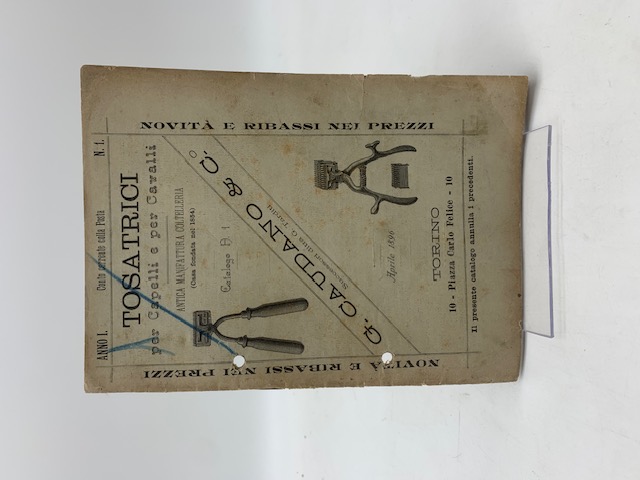 ANNO I. Conto corrente colla Posta N. 1.
TOSATRICI
per Capelli e per Cavalli
ANTICA MANIFATTURA COLTELLERIA
(Casa fondata nel 1854)
Catalogo A 1
G. CAUDANO & C.º
Aprile 1896
TORINO
10 - Piazza Carlo Felice - 10
Il presente catalogo annulla i precedenti.
NOVITÀ E RIBASSI NEI PREZZI
NOVITÀ E RIBASSI NEI PREZZI